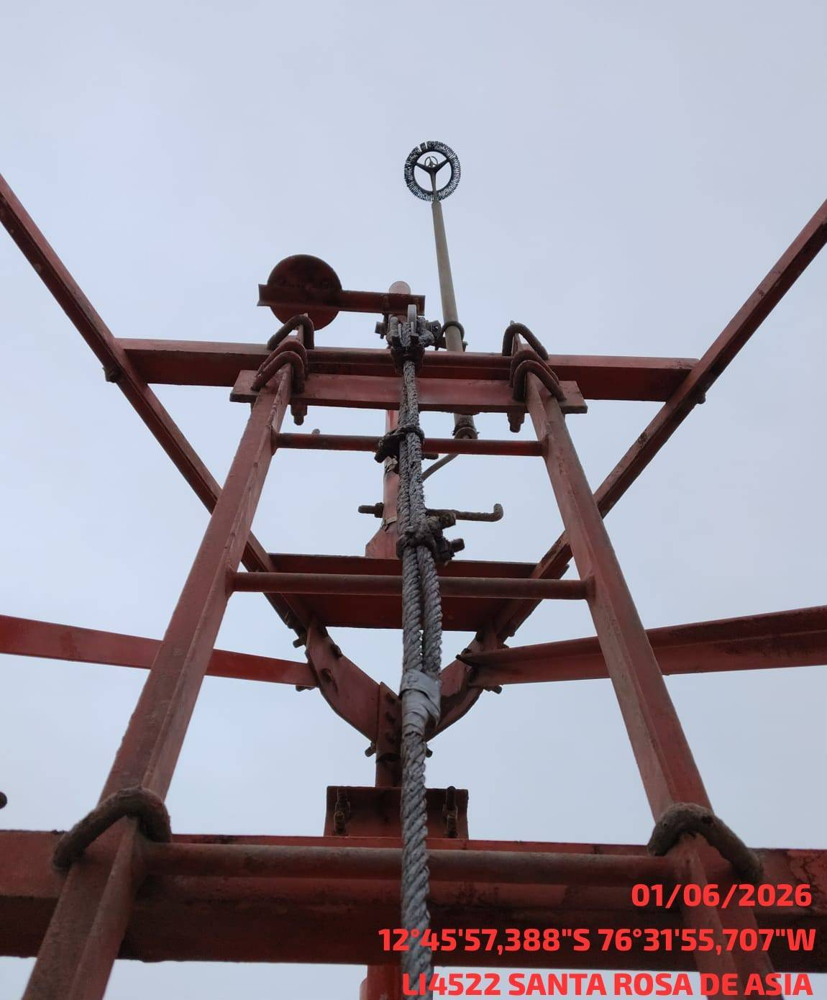 01/06/2026
12°45'57,388"S 76°31'55,707"W
LI4522 SANTA ROSA DE ASIA